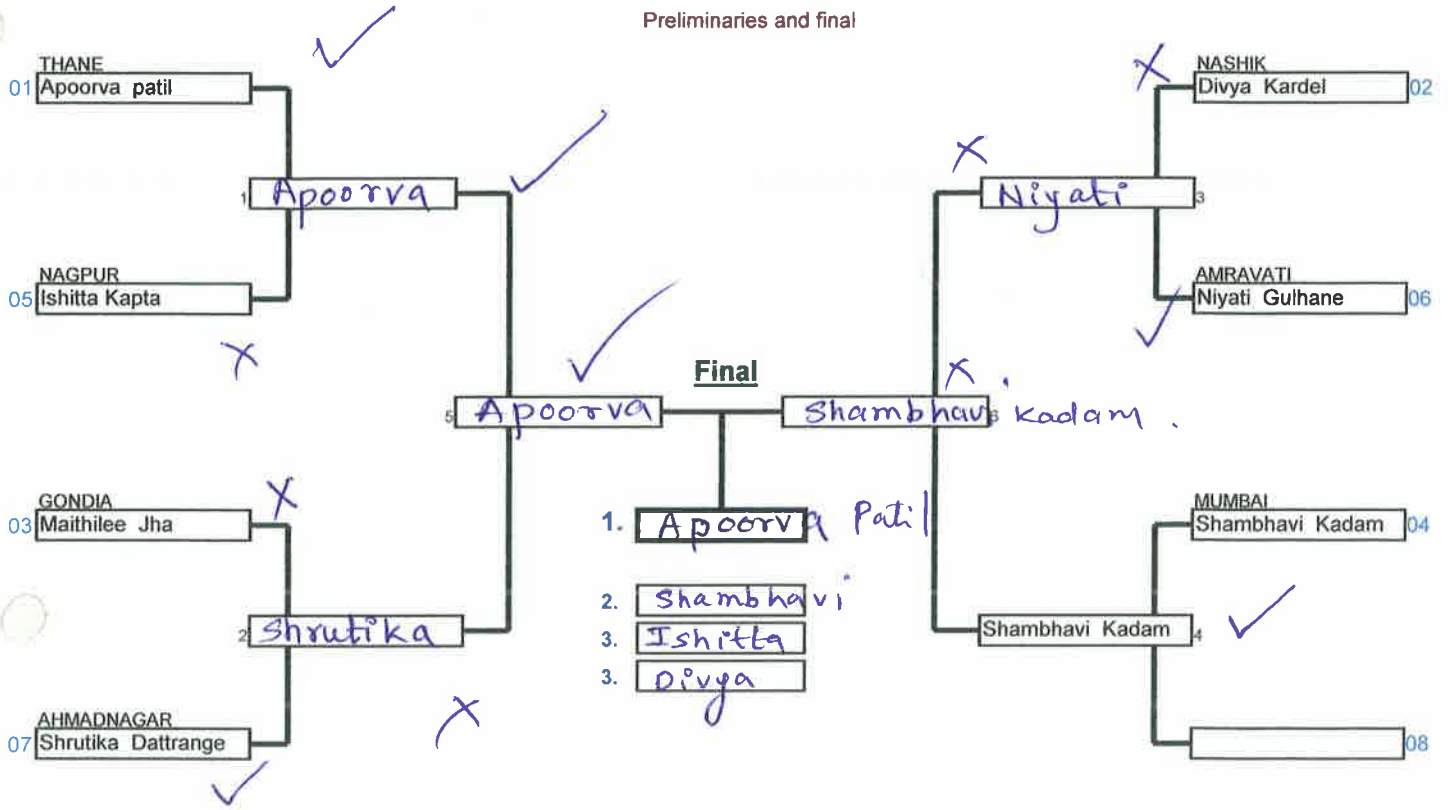 Preliminaries and final
THANE
01 Apoorva patil
1 Apoorva
NAGPUR
05 Ishitta Kapta
5 Apoorva
GONDIA
03 Maithilee Jha
2 Shrutika
AHMADNAGAR
07 Shrutika Dattrange
Final
1. Apoorva Patil
2. Shambhavi
3. Ishitta
3. Divya
NASHIK
Divya Kardel 02
Niyati 3
AMRAVATI
Niyati Gulhane 06
Shambhavi Kadam.
MUMBAI
Shambhavi Kadam 04
Shambhavi Kadam 4
08